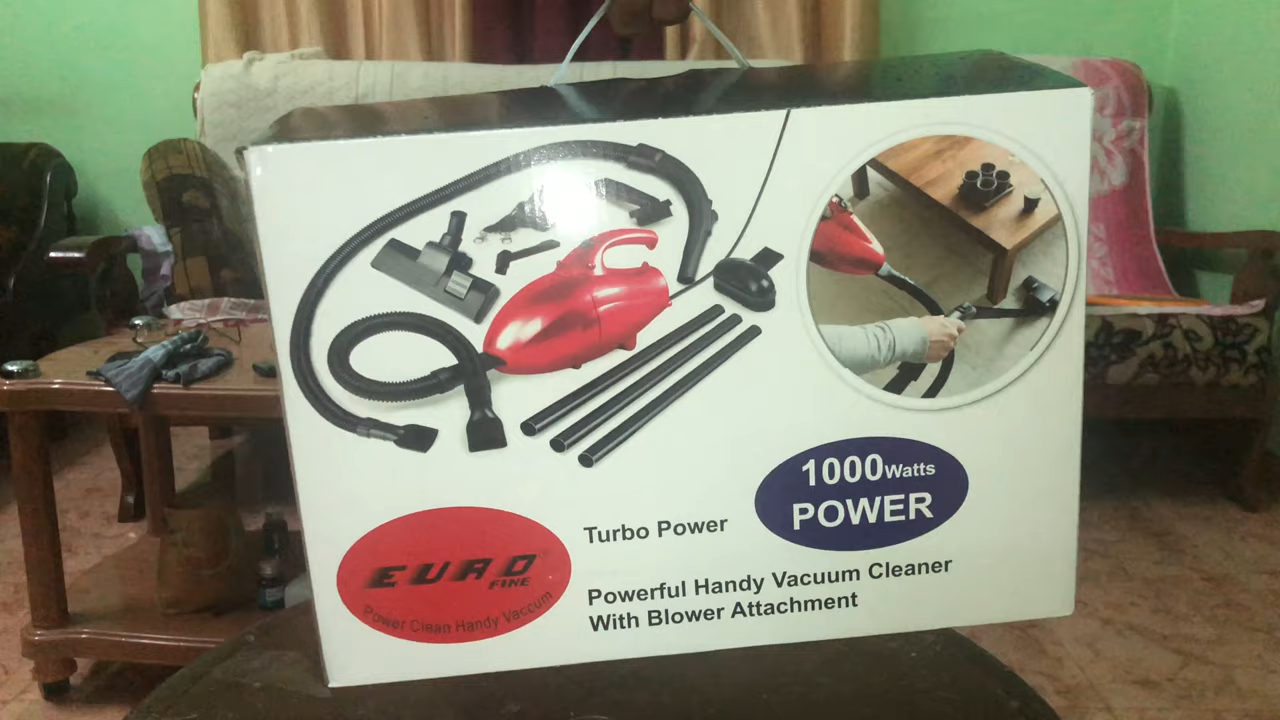 1000Watts
POWER
Turbo Power
EURO
FINE
Power Clean Handy Vaccum
Powerful Handy Vacuum Cleaner
With Blower Attachment